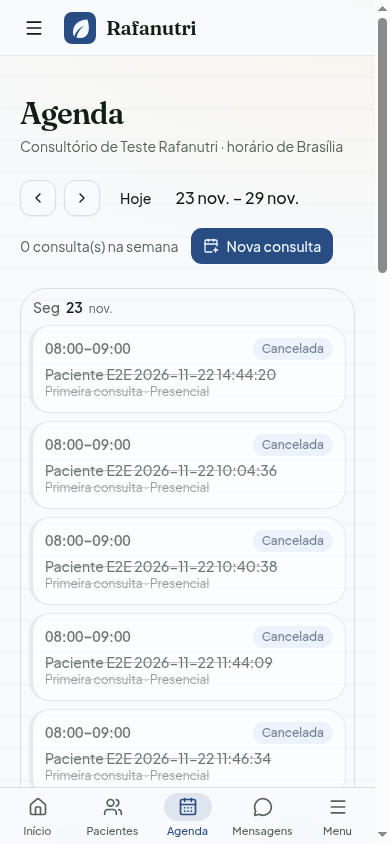 Rafanutri
Agenda
Consultório de Teste Rafanutri · horário de Brasília
Hoje 23 nov. – 29 nov.
0 consulta(s) na semana Nova consulta
Seg 23 nov.
08:00–09:00 Cancelada
Paciente E2E 2026-11-22 14:44:20
Primeira consulta · Presencial
08:00–09:00 Cancelada
Paciente E2E 2026-11-22 10:04:36
Primeira consulta · Presencial
08:00–09:00 Cancelada
Paciente E2E 2026-11-22 10:40:38
Primeira consulta · Presencial
08:00–09:00 Cancelada
Paciente E2E 2026-11-22 11:44:09
Primeira consulta · Presencial
08:00–09:00 Cancelada
Paciente E2E 2026-11-22 11:46:34
Primeira consulta · Presencial
Início Pacientes Agenda Mensagens Menu